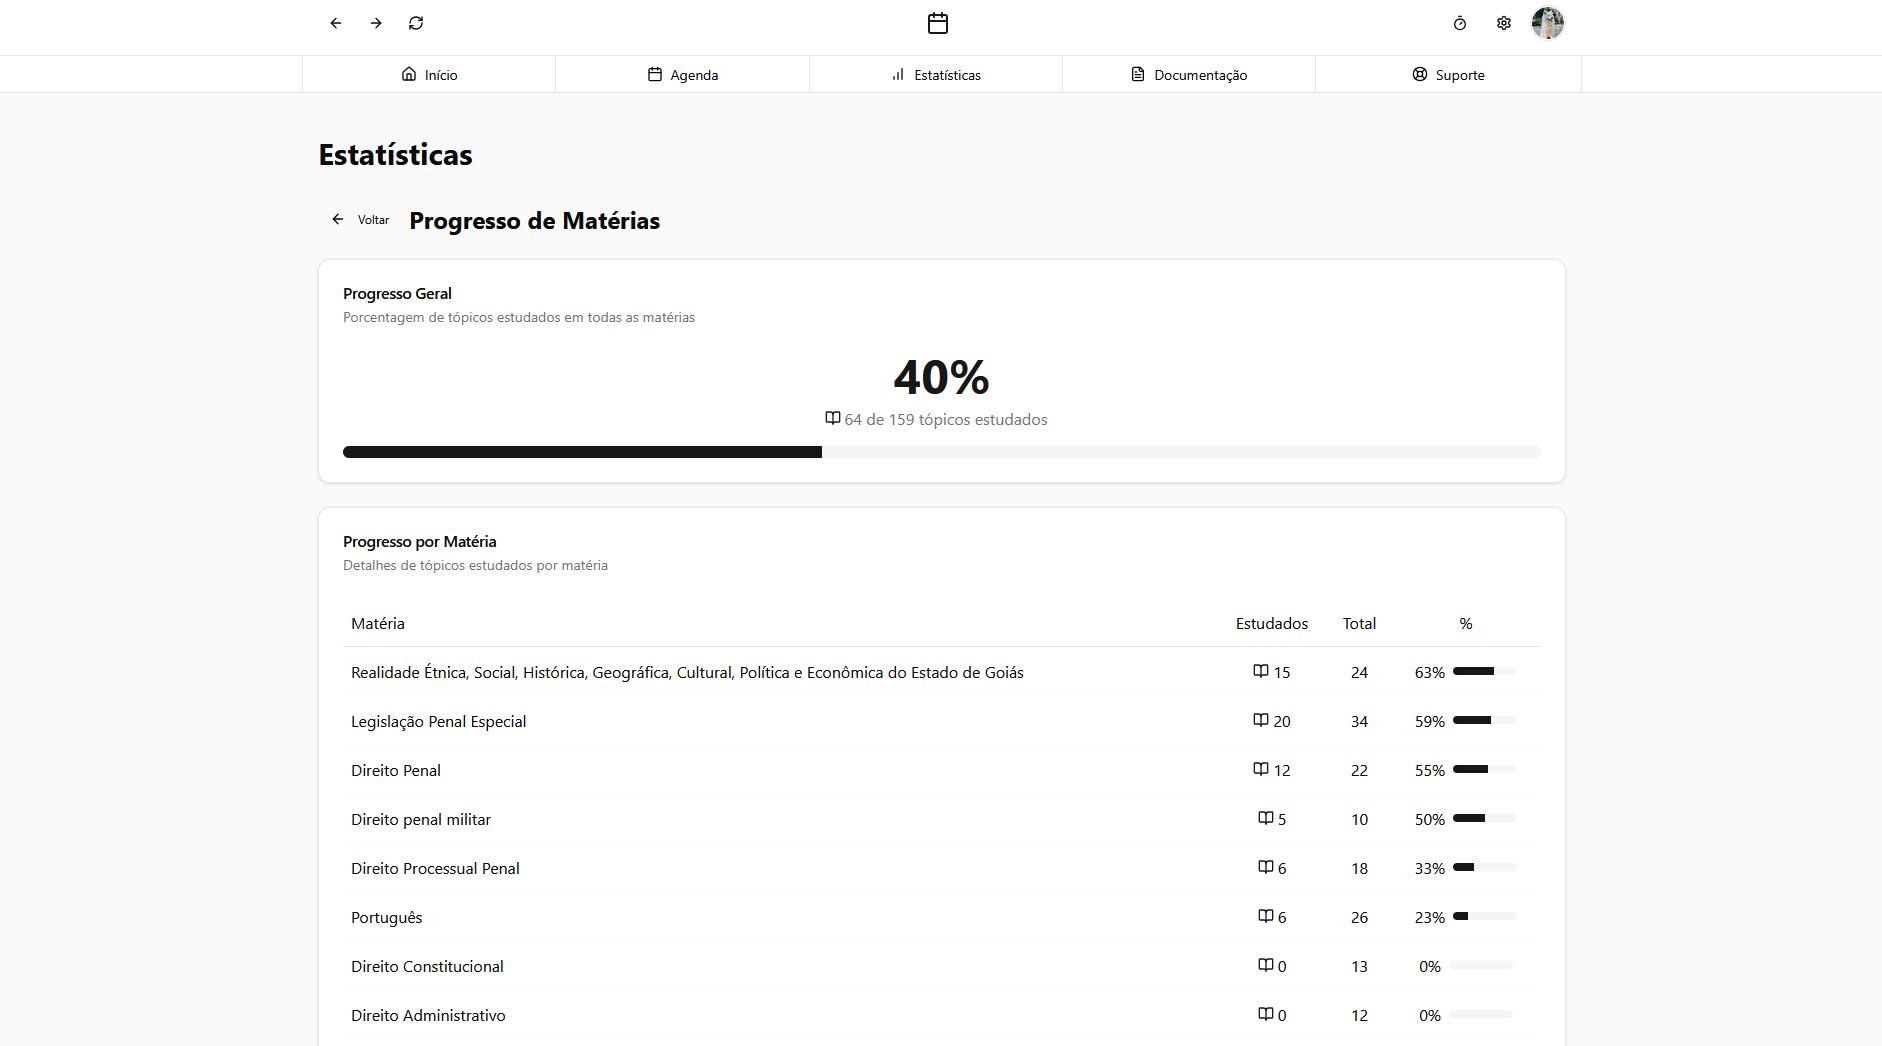 Início Agenda Estatísticas Documentação Suporte
Estatísticas
Voltar Progresso de Matérias
Progresso Geral
Porcentagem de tópicos estudados em todas as matérias
40%
64 de 159 tópicos estudados
Progresso por Matéria
Detalhes de tópicos estudados por matéria
Matéria Estudados Total %
Realidade Étnica, Social, Histórica, Geográfica, Cultural, Política e Econômica do Estado de Goiás 15 24 63%
Legislação Penal Especial 20 34 59%
Direito Penal 12 22 55%
Direito penal militar 5 10 50%
Direito Processual Penal 6 18 33%
Português 6 26 23%
Direito Constitucional 0 13 0%
Direito Administrativo 0 12 0%